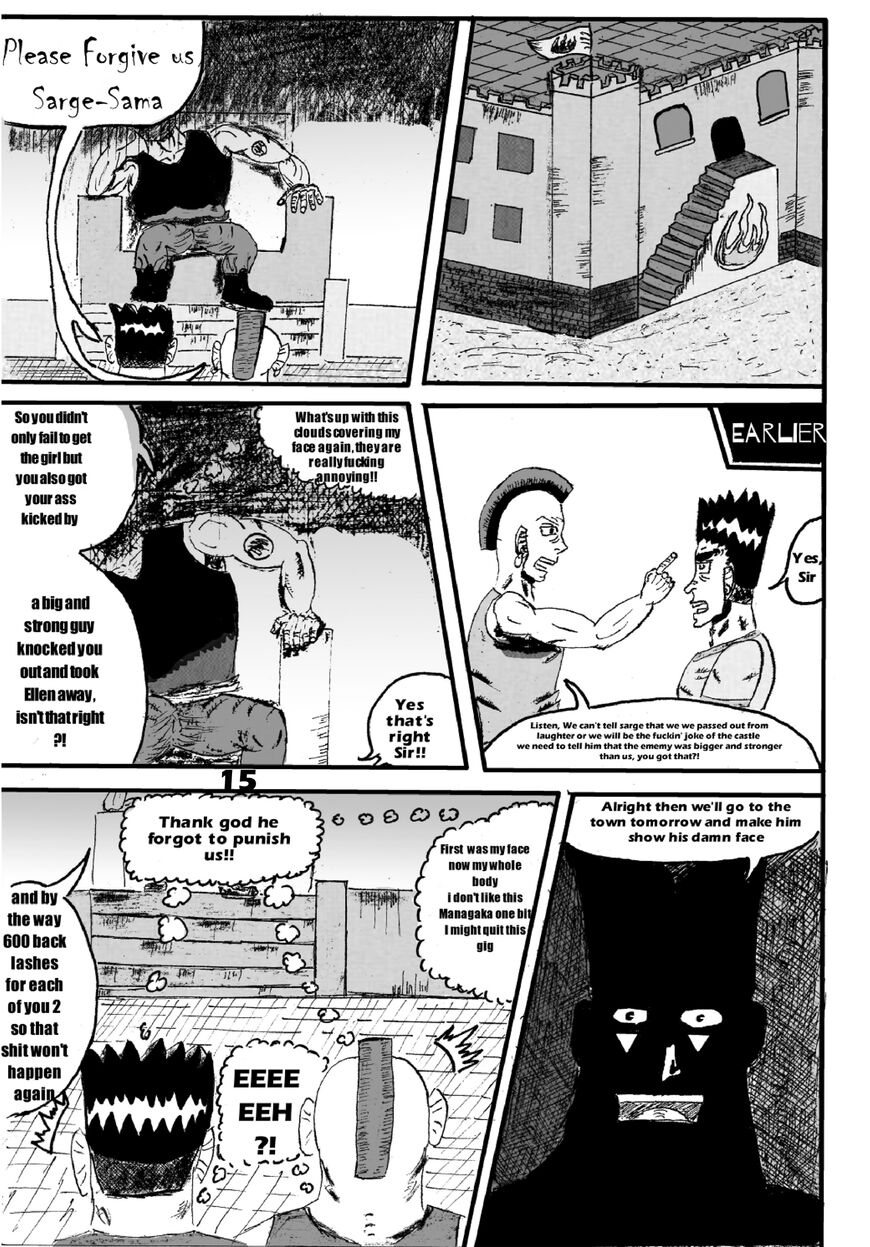 Please Forgive us,
Sarge-Sama
EARLIER
Listen, We can't tell sarge that we we passed out from
laughter or we will be the fuckin' joke of the castle
we need to tell him that the ememy was bigger and stronger
than us, you got that?!
Yes,
Sir
What's up with this
clouds covering my
face again, they are
really fucking
annoying!!
So you didn't
only fail to get
the girl but
you also got
your ass
kicked by
a big and
strong guy
knocked you
out and took
Ellen away,
isn't that right
?!
Yes
that's
right
Sir!!
15
Alright then we'll go to the
town tomorrow and make him
show his damn face
First was my face
now my whole
body
i don't like this
Managaka one bit
I might quit this
gig
Thank god he
forgot to punish
us!!
and by
the way
600 back
lashes
for each
of you 2
so that
shit won't
happen
again
EEEE
EEH
?!